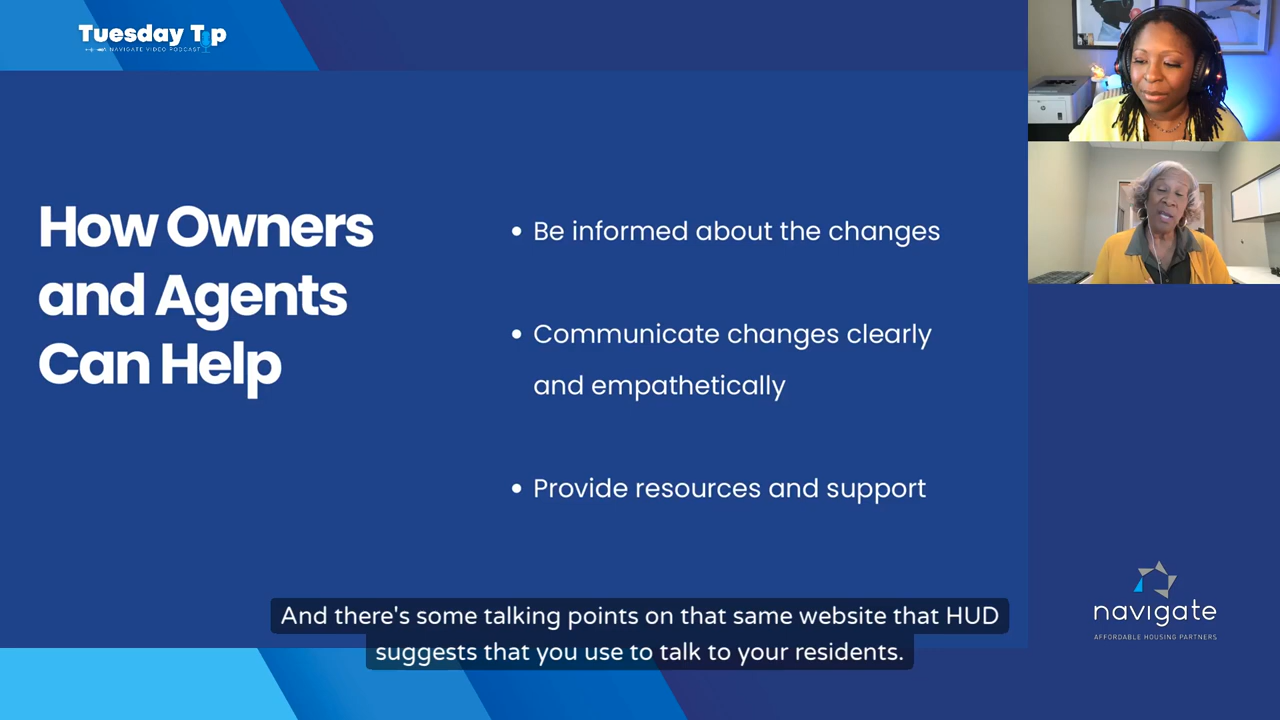 Tuesday Tip
NAVIGATE VIDEO PODCAST
How Owners
and Agents
Can Help
• Be informed about the changes
• Communicate changes clearly
and empathetically
• Provide resources and support
And there's some talking points on that same website that HUD
suggests that you use to talk to your residents.
navigate
AFFORDABLE HOUSING PARTNERS